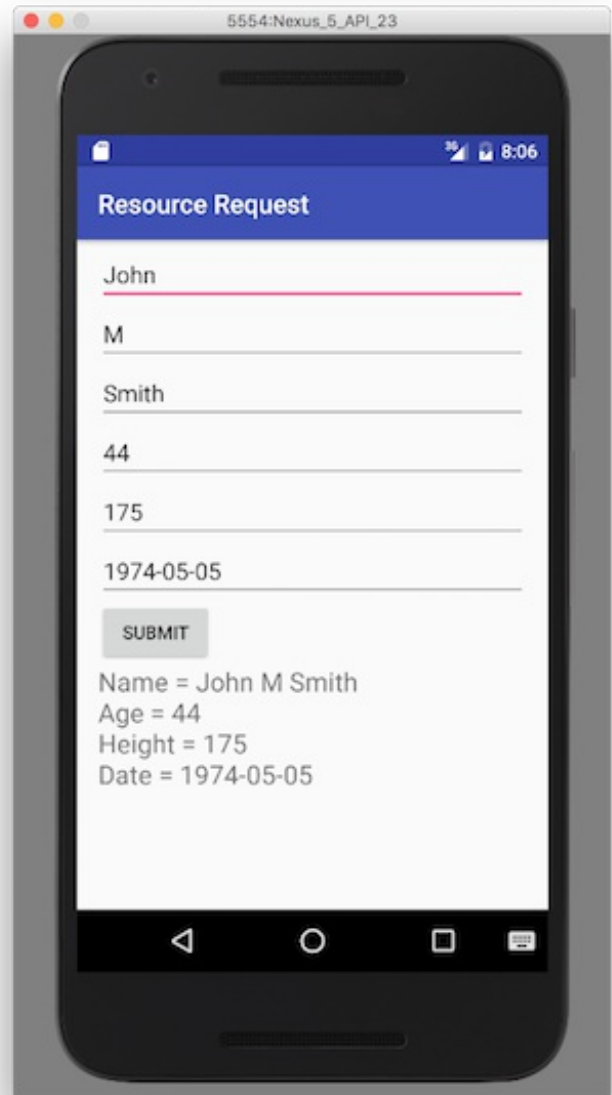 5554:Nexus_5_API_23
3G 8:06
Resource Request
John
M
Smith
44
175
1974-05-05
SUBMIT
Name = John M Smith
Age = 44
Height = 175
Date = 1974-05-05